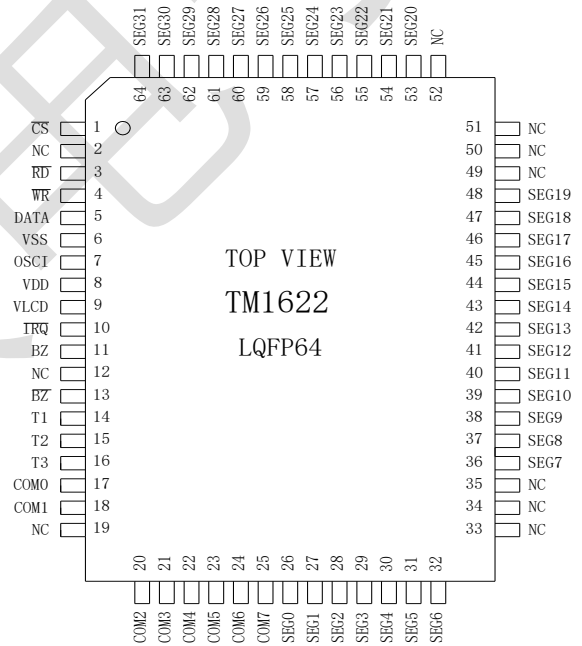 SEG31 SEG30 SEG29 SEG28 SEG27 SEG26 SEG25 SEG24 SEG23 SEG22 SEG21 SEG20 NC
64 63 62 61 60 59 58 57 56 55 54 53 52
CS 1 51 NC
NC 2 50 NC
RD 3 49 NC
WR 4 48 SEG19
DATA 5 47 SEG18
VSS 6 46 SEG17
OSCI 7 45 SEG16
VDD 8 44 SEG15
VLCD 9 43 SEG14
IRQ 10 42 SEG13
BZ 11 41 SEG12
NC 12 40 SEG11
BZ 13 39 SEG10
T1 14 38 SEG9
T2 15 37 SEG8
T3 16 36 SEG7
COM0 17 35 NC
COM1 18 34 NC
NC 19 33 NC
TOP VIEW
TM1622
LQFP64
20 21 22 23 24 25 26 27 28 29 30 31 32
COM2 COM3 COM4 COM5 COM6 COM7 SEG0 SEG1 SEG2 SEG3 SEG4 SEG5 SEG6